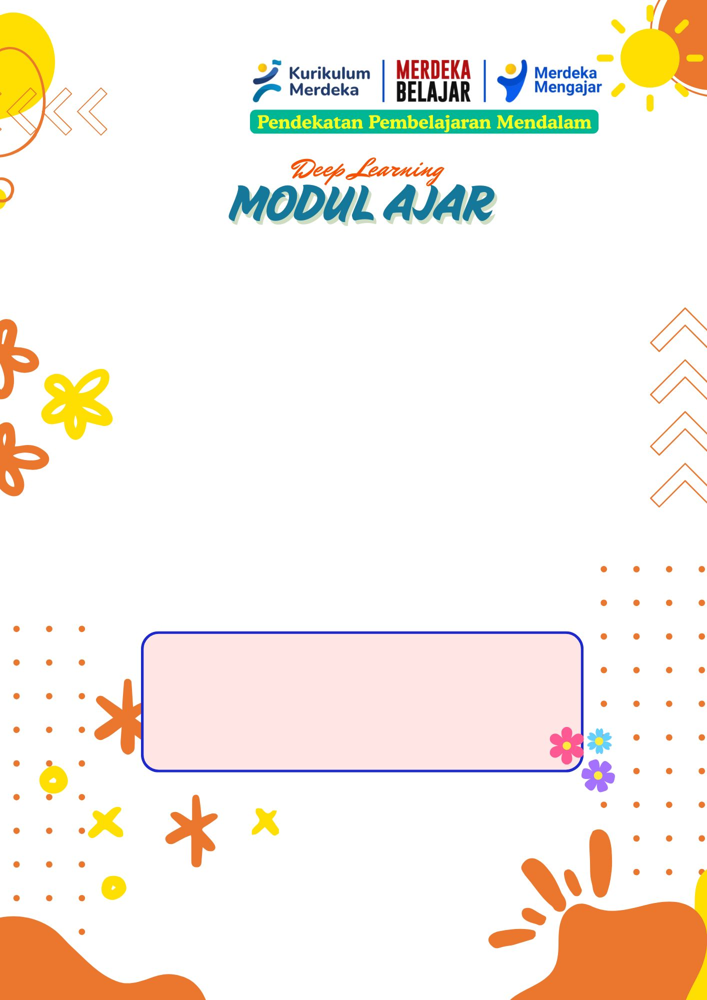 Kurikulum
Merdeka
MERDEKA
BELAJAR
Merdeka
Mengajar
Pendekatan Pembelajaran Mendalam
Deep Learning
MODUL AJAR